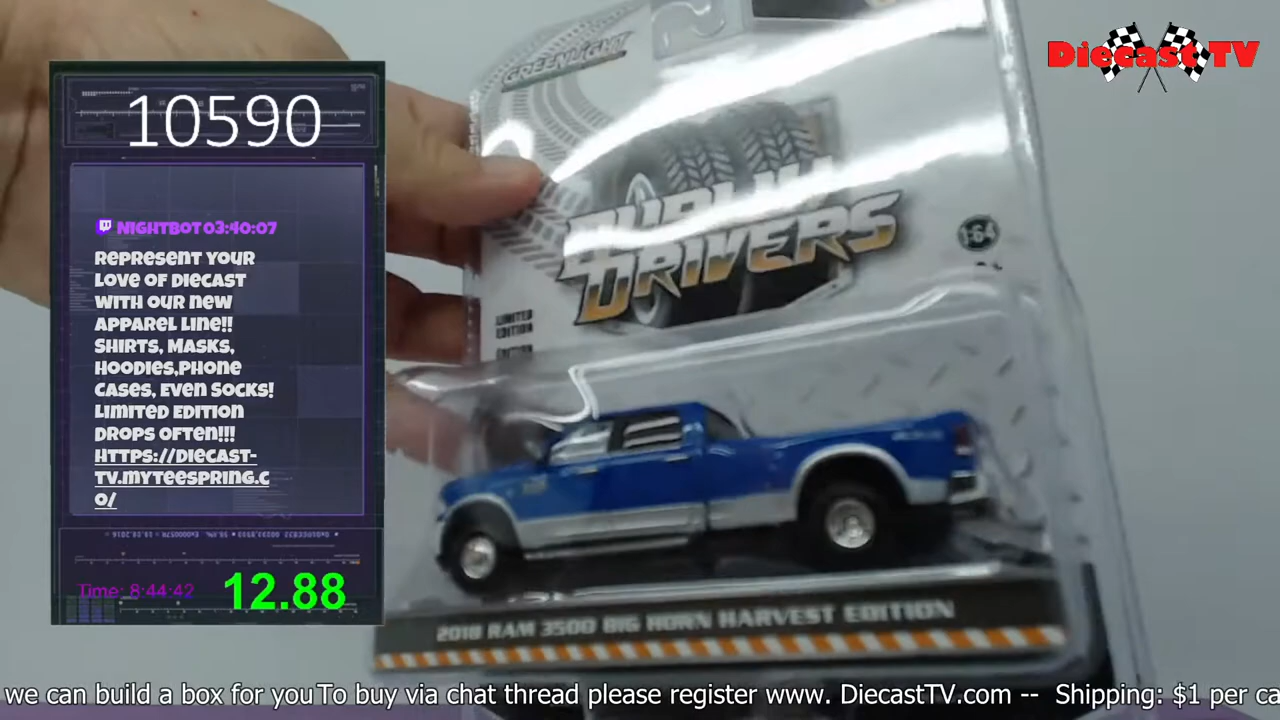 Diecast TV
10590
NIGHTBOT 03:40:07
REPRESENT YOUR
LOVE OF DIECAST
WITH OUR NEW
APPAREL LINE!!
SHIRTS, MASKS,
HOODIES,PHONE
CASES, EVEN SOCKS!
LIMITED EDITION
DROPS OFTEN!!!
HTTPS://DIECAST-
TV.MYTEESPRING.C
O/
Time: 8:44:42
12.88
GREENLIGHT
DRIVERS
1:64
LIMITED
EDITION
2018 RAM 3500 BIG HORN HARVEST EDITION
we can build a box for you To buy via chat thread please register www. DiecastTV.com -- Shipping: $1 per ca